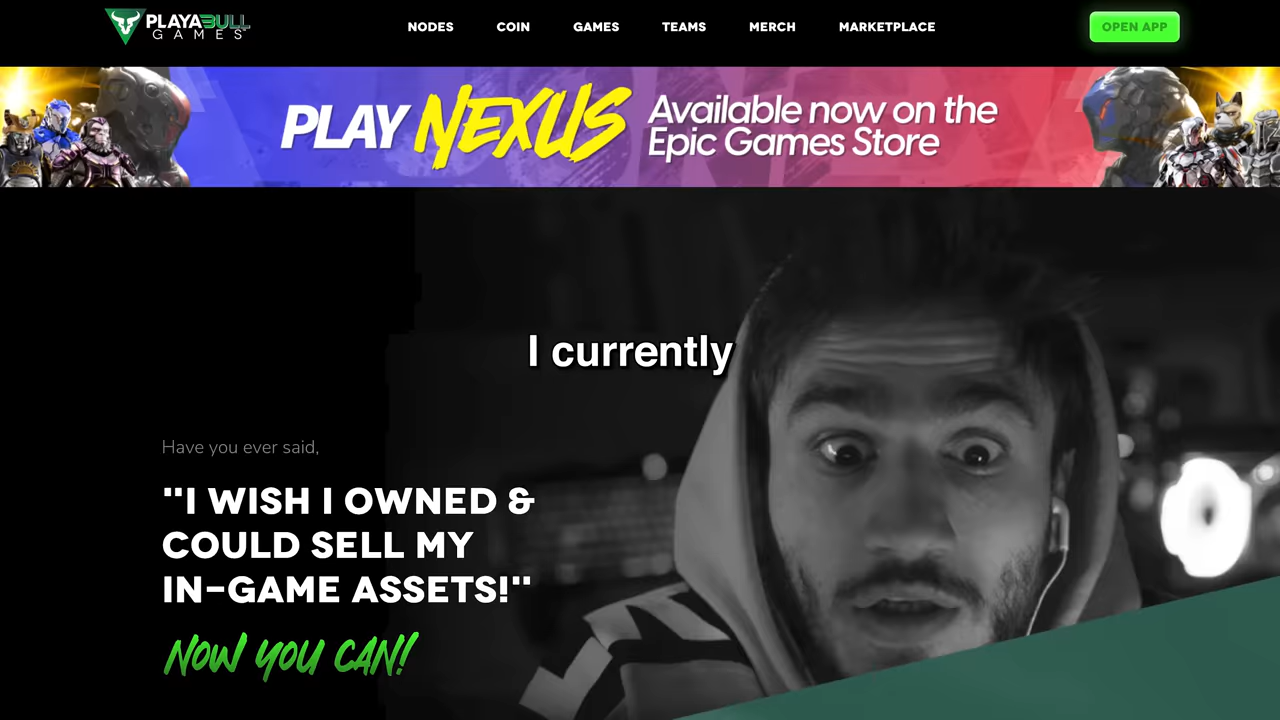 PLAYABULL
GAMES
NODES COIN GAMES TEAMS MERCH MARKETPLACE
OPEN APP
PLAY NEXUS Available now on the
Epic Games Store
I currently
Have you ever said,
"I WISH I OWNED &
COULD SELL MY
IN-GAME ASSETS!"
NOW YOU CAN!